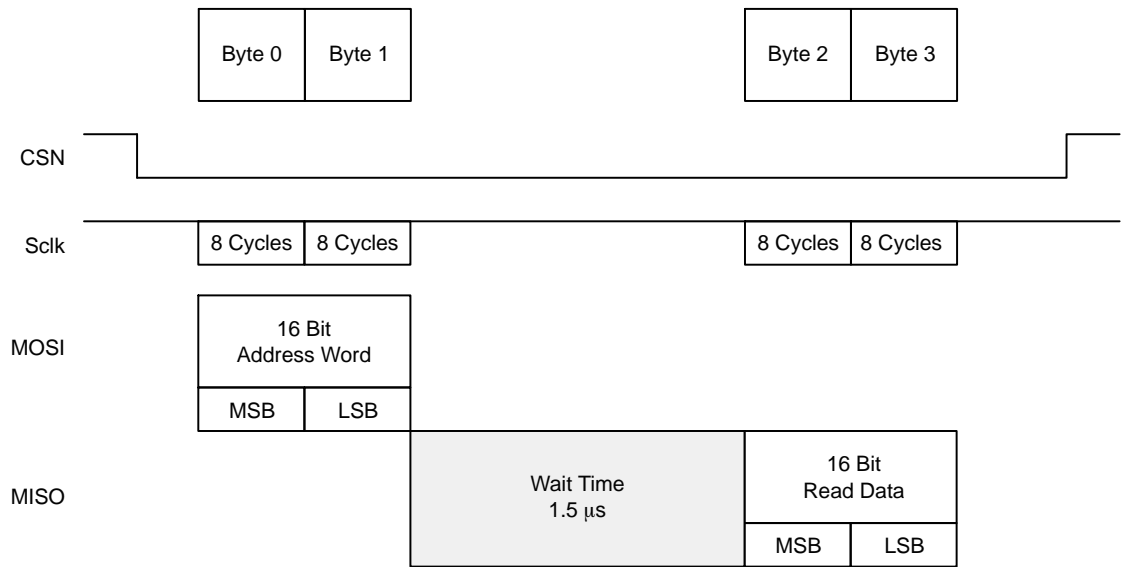 Byte 0 Byte 1 Byte 2 Byte 3
CSN
Sclk 8 Cycles 8 Cycles 8 Cycles 8 Cycles
16 Bit
MOSI
Address Word
MSB LSB
Wait Time
1.5 μs
16 Bit
Read Data
MISO
MSB LSB